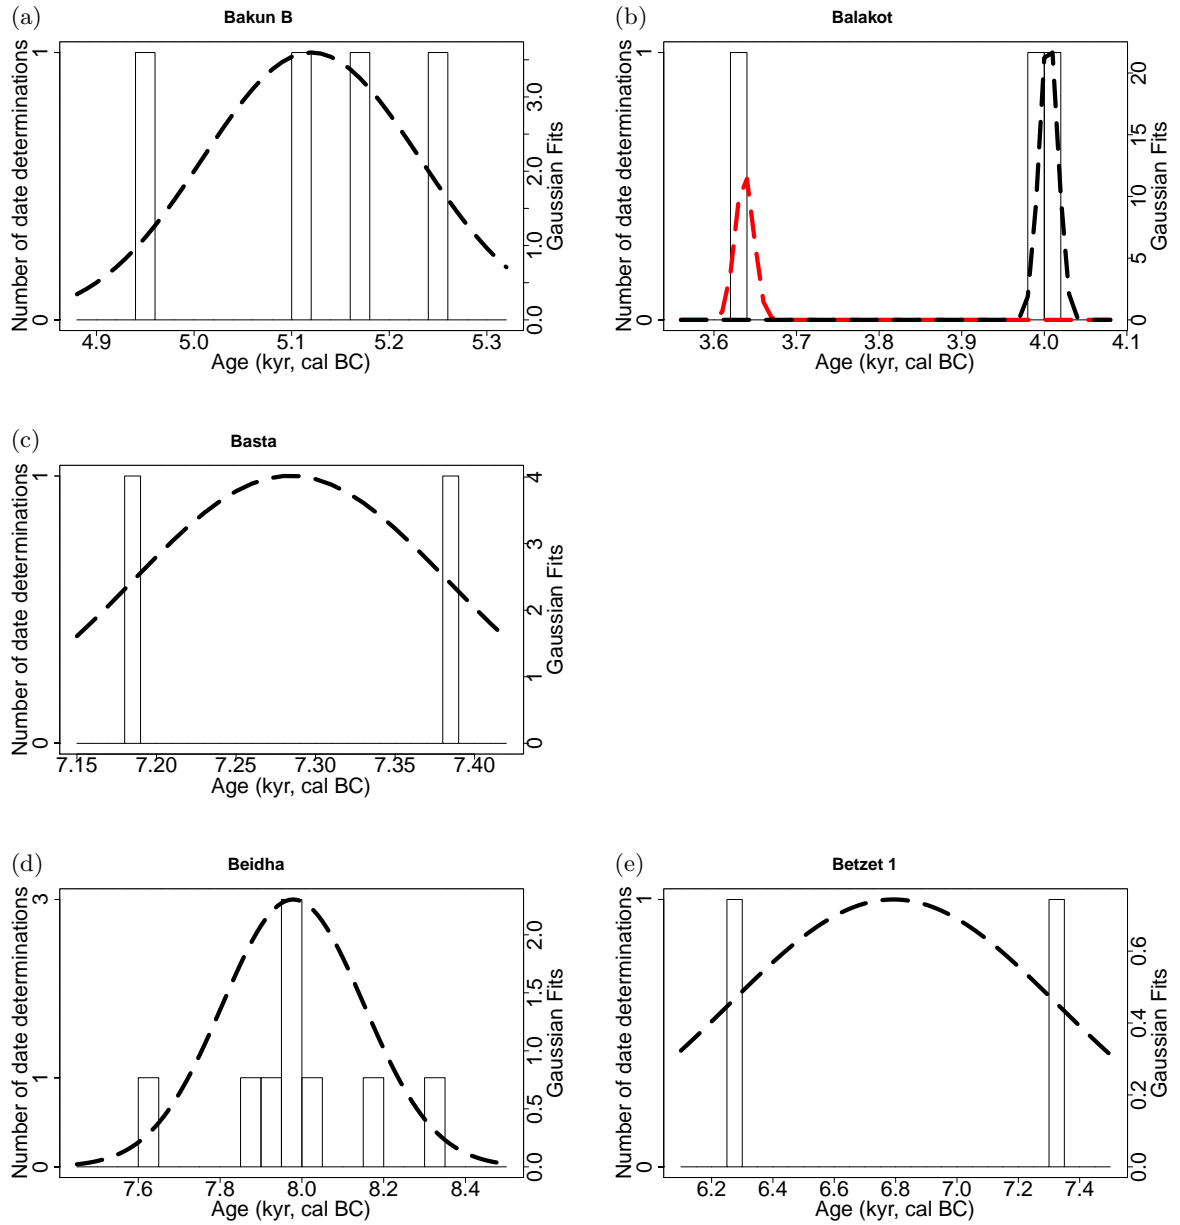 (a)
Bakun B
Number of date determinations
0
1
4.9 5.0 5.1 5.2 5.3
Age (kyr, cal BC)
0.0 1.0 2.0 3.0
Gaussian Fits
(b)
Balakot
Number of date determinations
0
1
3.6 3.7 3.8 3.9 4.0 4.1
Age (kyr, cal BC)
0 5 10 15 20
Gaussian Fits
(c)
Basta
Number of date determinations
0
1
7.15 7.20 7.25 7.30 7.35 7.40
Age (kyr, cal BC)
0 1 2 3 4
Gaussian Fits
(d)
Beidha
Number of date determinations
0
1
3
7.6 7.8 8.0 8.2 8.4
Age (kyr, cal BC)
0.0 0.5 1.0 1.5 2.0
Gaussian Fits
(e)
Betzet 1
Number of date determinations
0
1
6.2 6.4 6.6 6.8 7.0 7.2 7.4
Age (kyr, cal BC)
0.0 0.2 0.4 0.6
Gaussian Fits